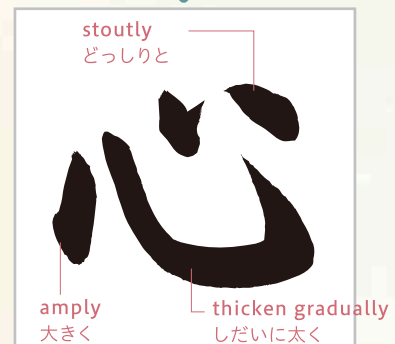 stoutly
どっしりと
心
amply
大きく
thicken gradually
しだいに太く